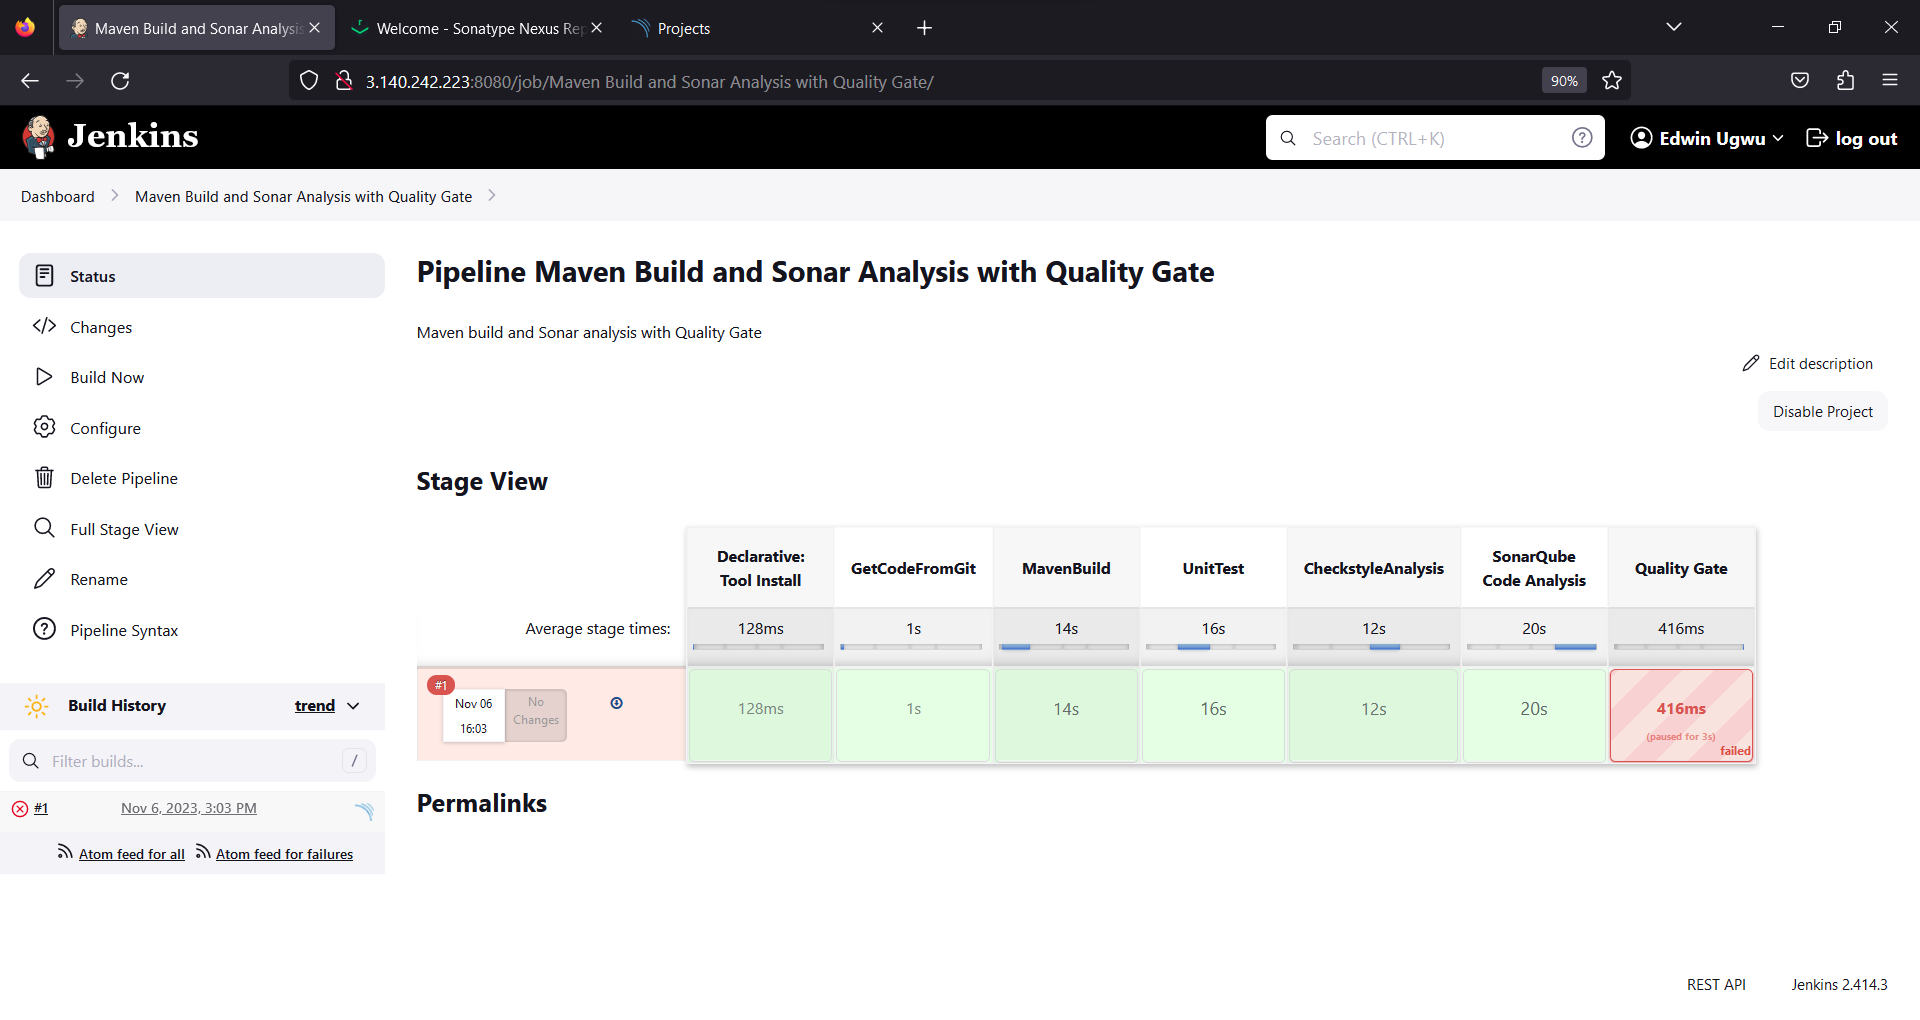 Maven Build and Sonar Analysis
Welcome - Sonatype Nexus Rep
Projects
3.140.242.223:8080/job/Maven Build and Sonar Analysis with Quality Gate/
90%
Jenkins
Search (CTRL+K)
?
Edwin Ugwu
log out
Dashboard
Maven Build and Sonar Analysis with Quality Gate
Status
Changes
Build Now
Configure
Delete Pipeline
Full Stage View
Rename
Pipeline Syntax
Build History
trend
Filter builds...
/
#1
Nov 6, 2023, 3:03 PM
Atom feed for all
Atom feed for failures
Pipeline Maven Build and Sonar Analysis with Quality Gate
Maven build and Sonar analysis with Quality Gate
Edit description
Disable Project
Stage View
Declarative: Tool Install
GetCodeFromGit
MavenBuild
UnitTest
CheckstyleAnalysis
SonarQube Code Analysis
Quality Gate
Average stage times:
128ms
1s
14s
16s
12s
20s
416ms
#1
Nov 06
16:03
No Changes
128ms
1s
14s
16s
12s
20s
416ms
(paused for 3s)
failed
Permalinks
REST API
Jenkins 2.414.3